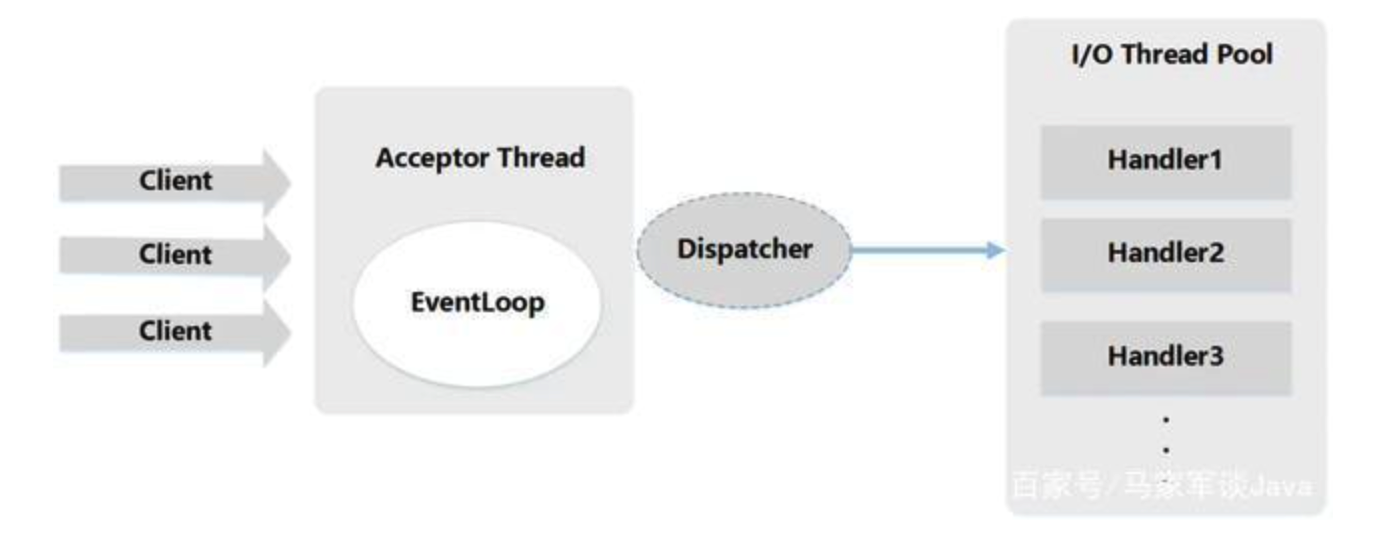 I/O Thread Pool
Acceptor Thread
Client
Client
Client
EventLoop
Dispatcher
Handler1
Handler2
Handler3
百家号/马家军谈Java